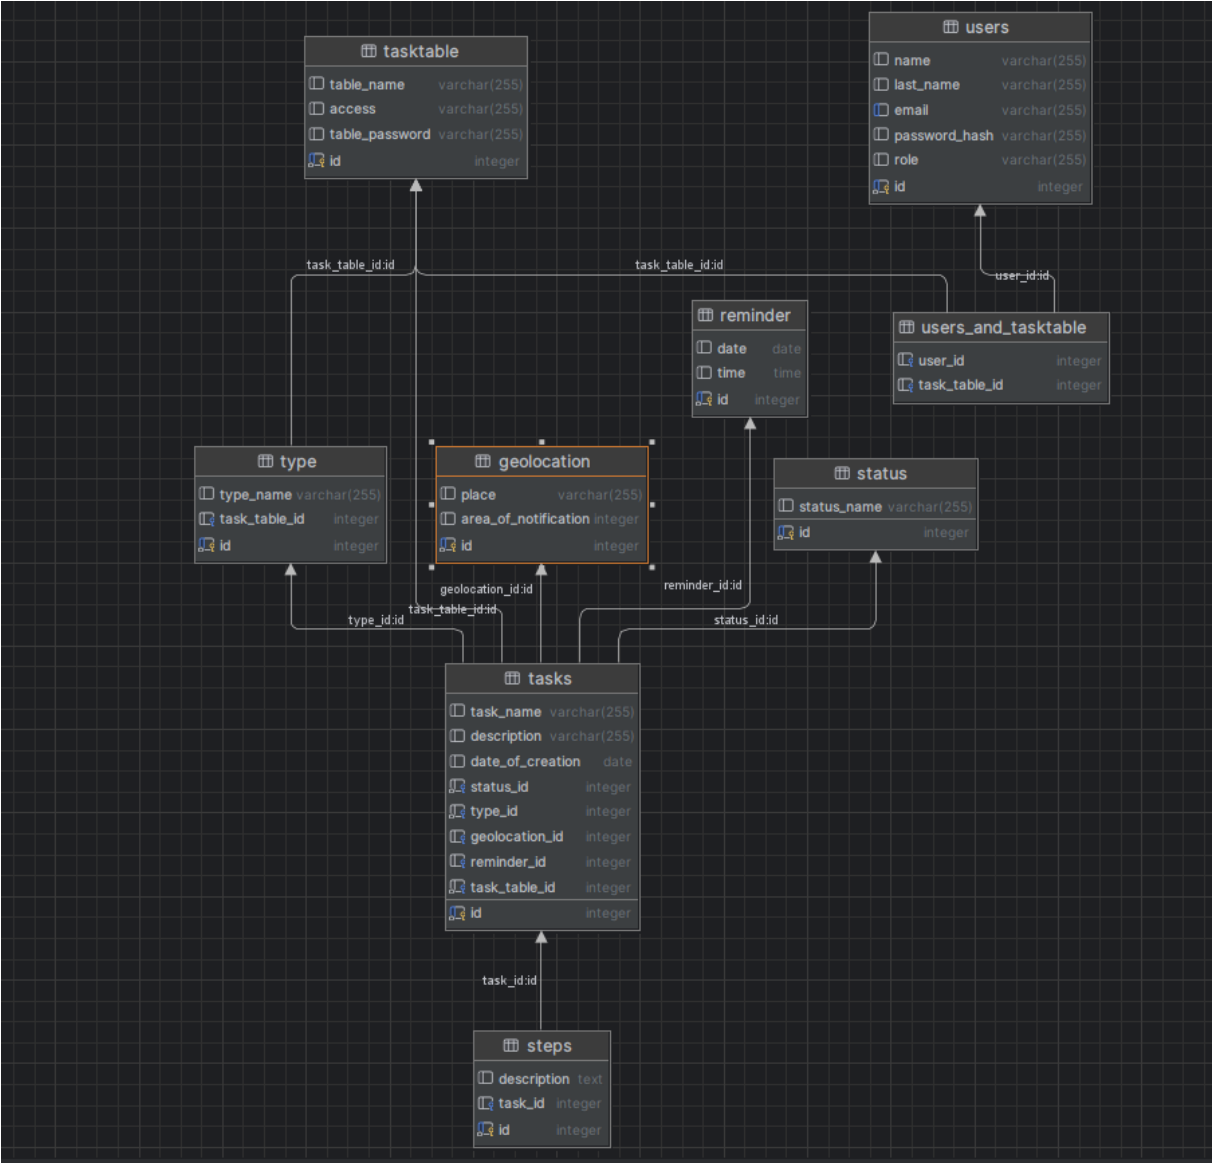 tasktable
table_name varchar(255)
access varchar(255)
table_password varchar(255)
id integer
users
name varchar(255)
last_name varchar(255)
email varchar(255)
password_hash varchar(255)
role varchar(255)
id integer
task_table_id:id
task_table_id:id
user_id:id
reminder
date date
time time
id integer
users_and_tasktable
user_id integer
task_table_id integer
type
type_name varchar(255)
task_table_id integer
id integer
geolocation
place varchar(255)
area_of_notification integer
id integer
status
status_name varchar(255)
id integer
geolocation_id:id
reminder_id:id
task_table_id:id
type_id:id
status_id:id
tasks
task_name varchar(255)
description varchar(255)
date_of_creation date
status_id integer
type_id integer
geolocation_id integer
reminder_id integer
task_table_id integer
id integer
task_id:id
steps
description text
task_id integer
id integer